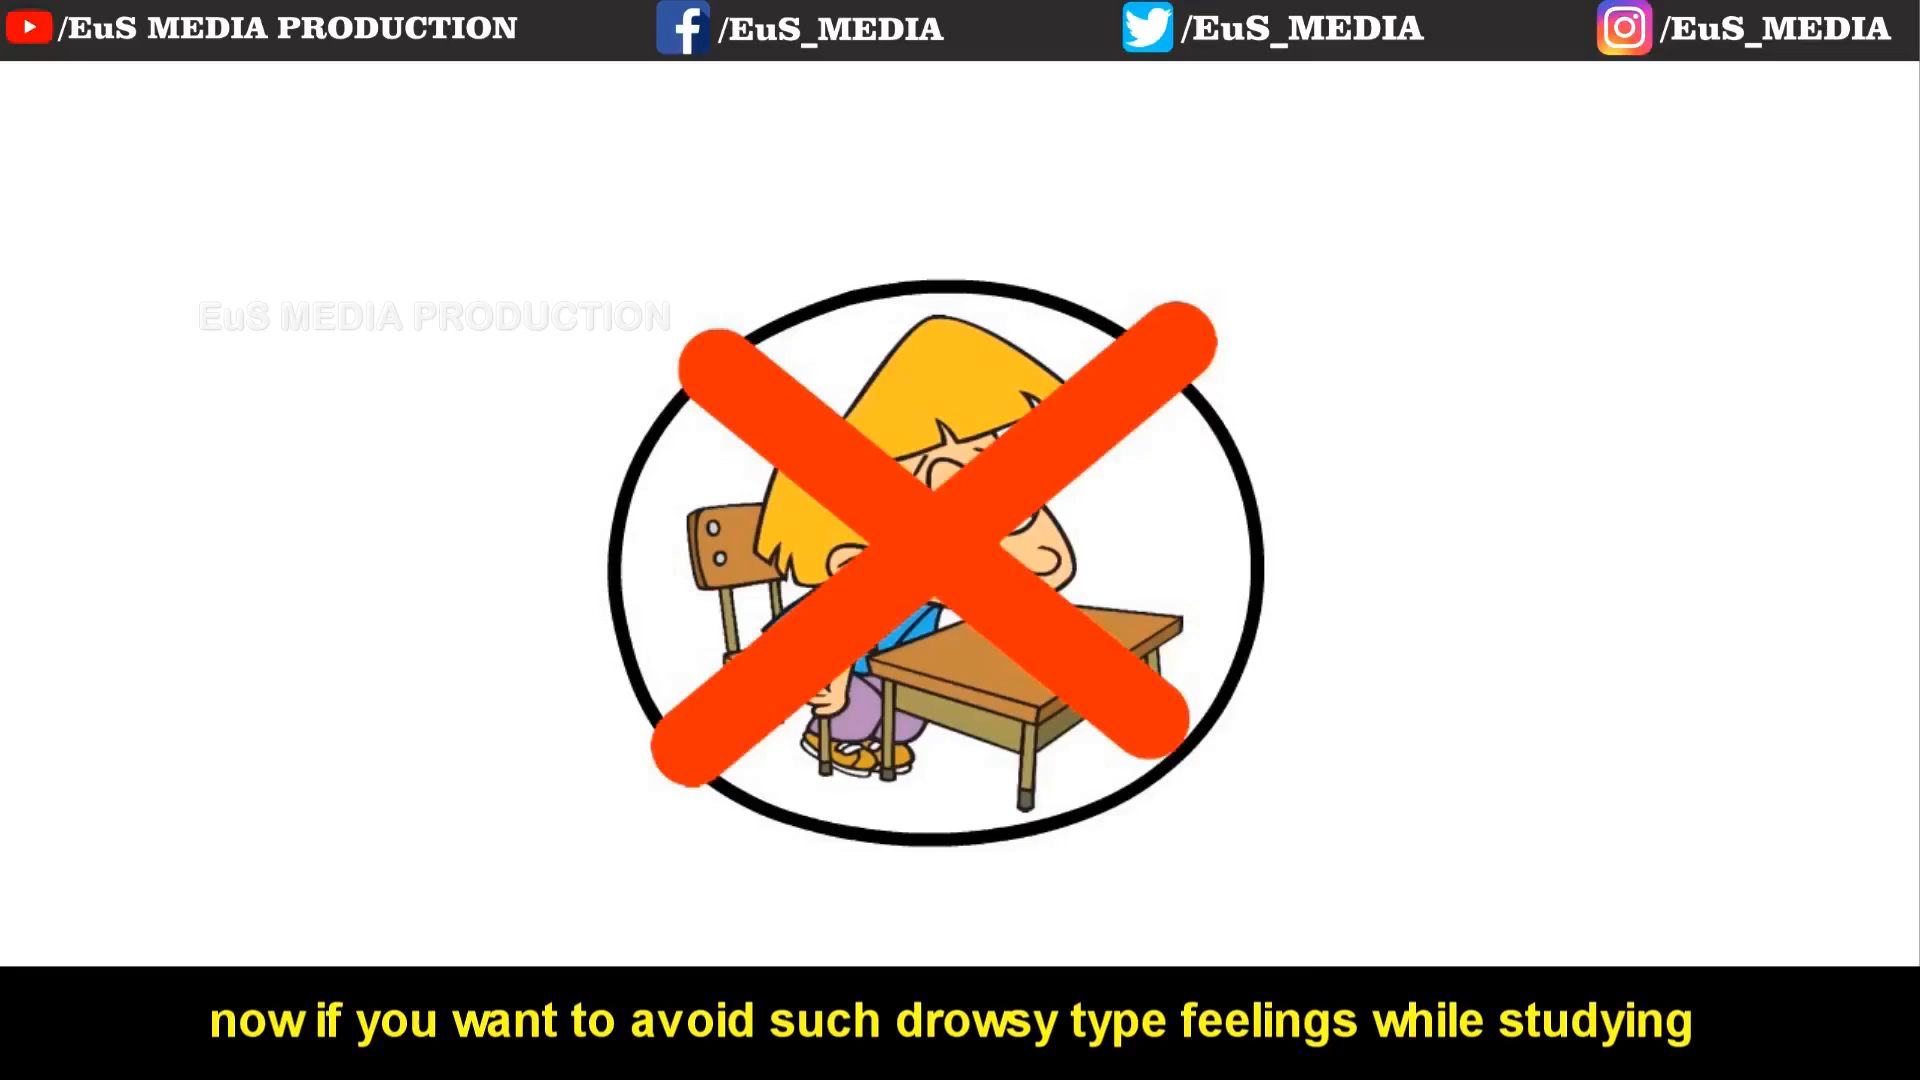 /EuS MEDIA PRODUCTION
/EuS_MEDIA
/EuS_MEDIA
/EuS_MEDIA
EuS MEDIA PRODUCTION
now if you want to avoid such drowsy type feelings while studying